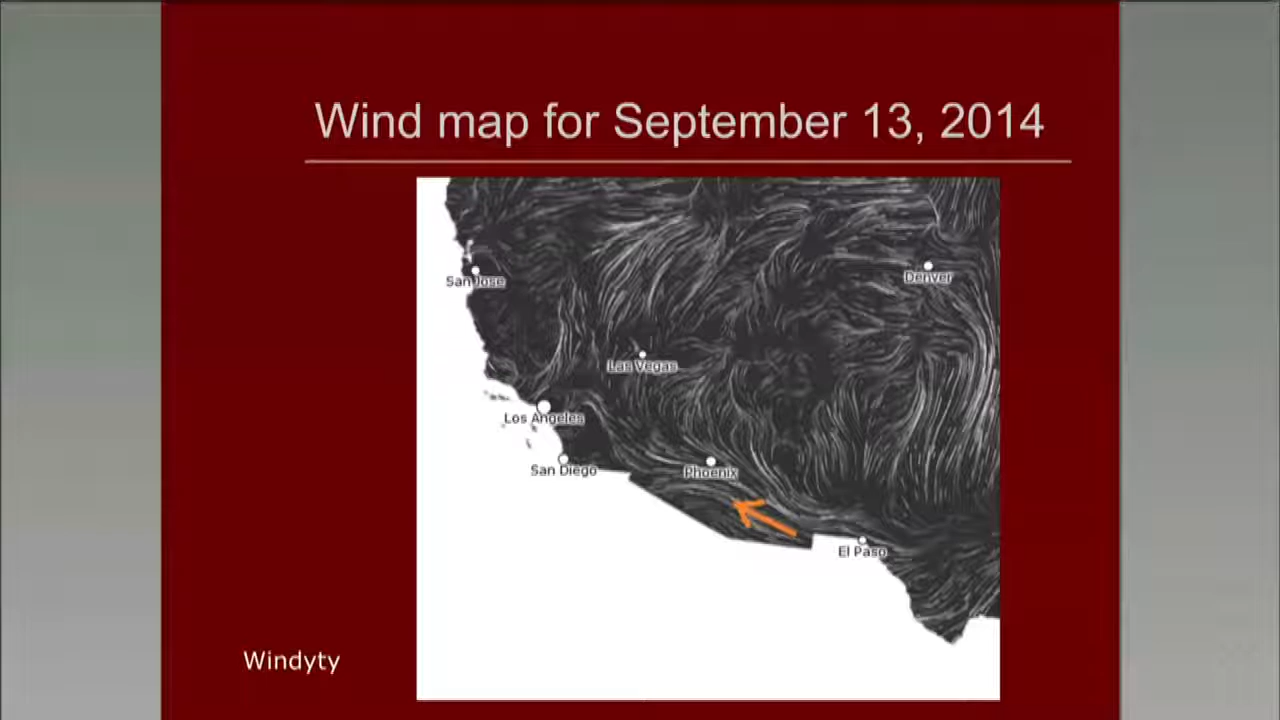 Wind map for September 13, 2014
San Jose
Denver
Las Vegas
Los Angeles
San Diego
Phoenix
El Paso
Windyty